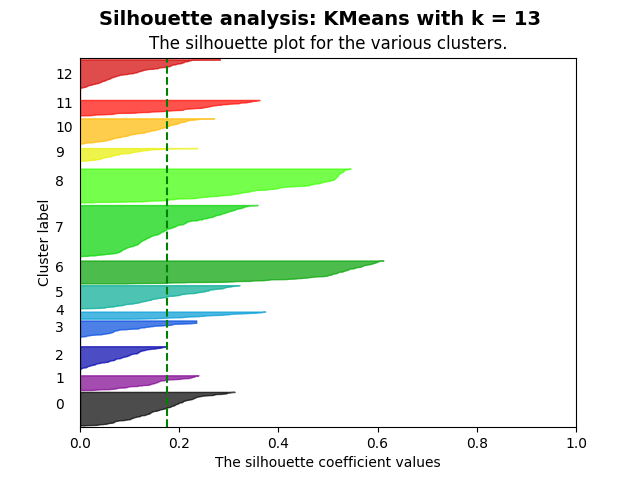 Silhouette analysis: KMeans with k = 13
The silhouette plot for the various clusters.
12
11
10
9
8
7
6
5
4
3
2
1
0
Cluster label
0.0 0.2 0.4 0.6 0.8 1.0
The silhouette coefficient values